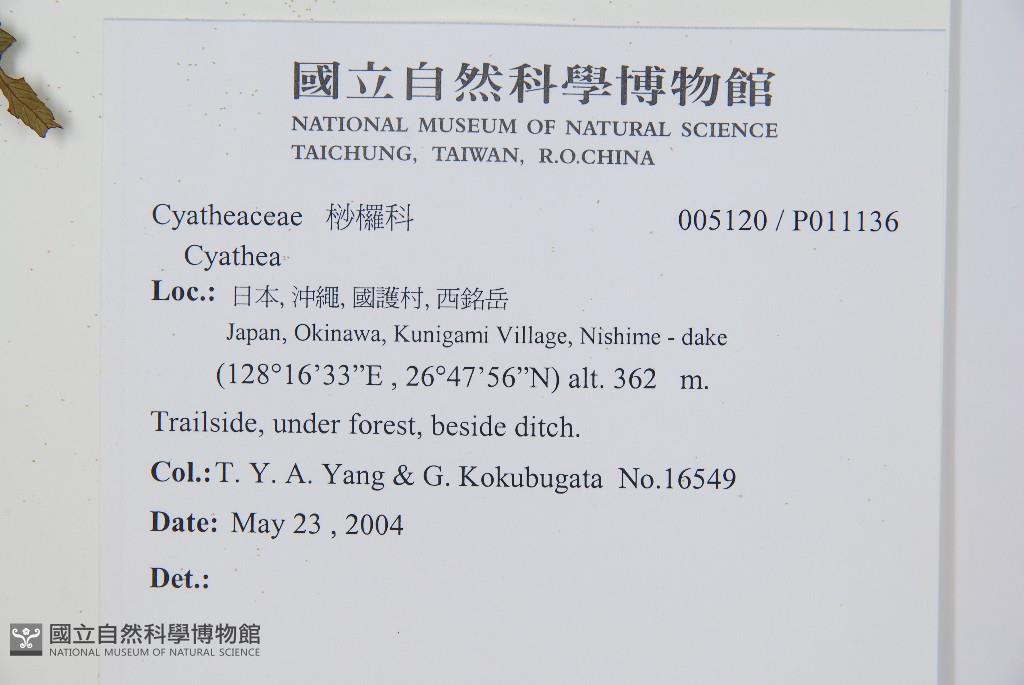 國立自然科學博物館
NATIONAL MUSEUM OF NATURAL SCIENCE
TAICHUNG, TAIWAN, R.O.CHINA
Cyatheaceae 桫欏科 005120 / P011136
Cyathea
Loc.: 日本, 沖繩, 國護村, 西銘岳
Japan, Okinawa, Kunigami Village, Nishime - dake
(128°16’33”E , 26°47’56”N) alt. 362 m.
Trailside, under forest, beside ditch.
Col.: T. Y. A. Yang & G. Kokubugata No.16549
Date: May 23 , 2004
Det.:
國立自然科學博物館
NATIONAL MUSEUM OF NATURAL SCIENCE